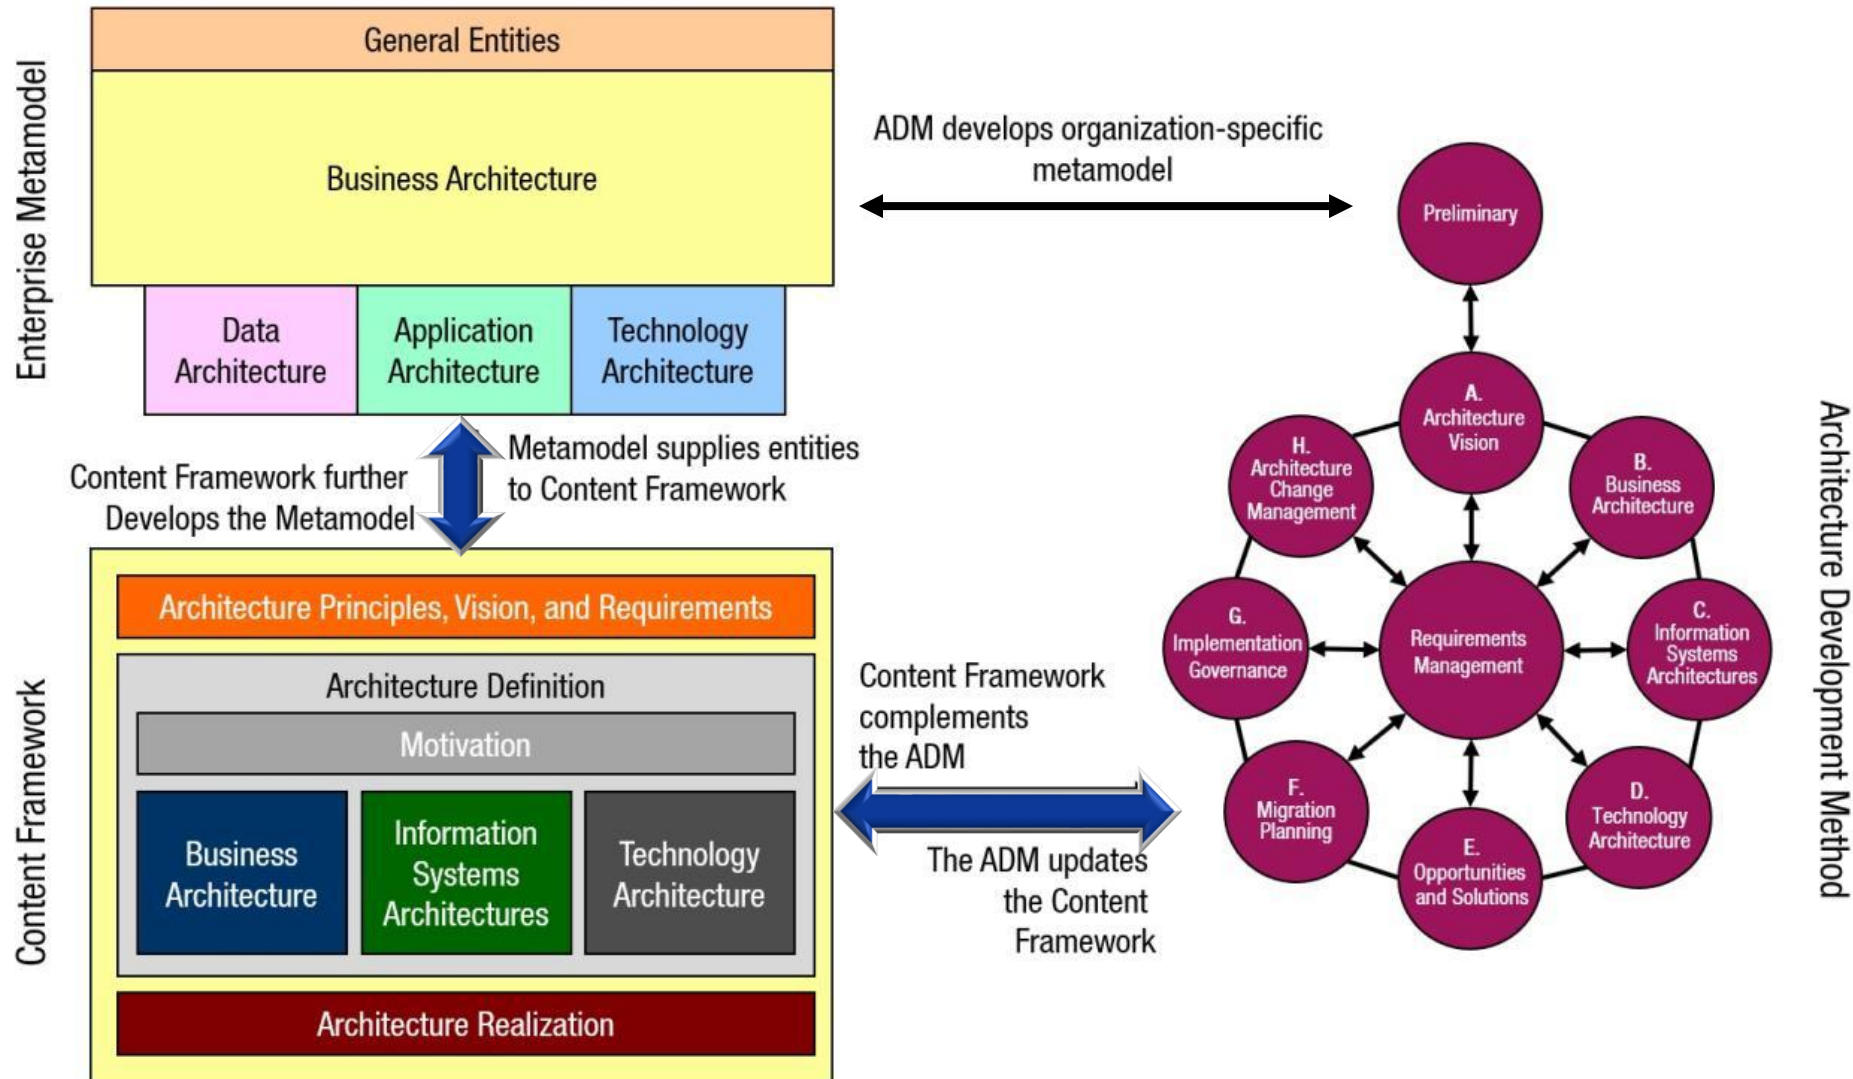 Enterprise Metamodel
General Entities
Business Architecture
Data
Architecture
Application
Architecture
Technology
Architecture
ADM develops organization-specific
metamodel
Content Framework further
Develops the Metamodel
Metamodel supplies entities
to Content Framework
Content Framework
Architecture Principles, Vision, and Requirements
Architecture Definition
Motivation
Business
Architecture
Information
Systems
Architectures
Technology
Architecture
Architecture Realization
Content Framework
complements
the ADM
The ADM updates
the Content
Framework
Preliminary
A.
Architecture
Vision
B.
Business
Architecture
C.
Information
Systems
Architectures
D.
Technology
Architecture
E.
Opportunities
and Solutions
F.
Migration
Planning
G.
Implementation
Governance
H.
Architecture
Change
Management
Requirements
Management
Architecture Development Method